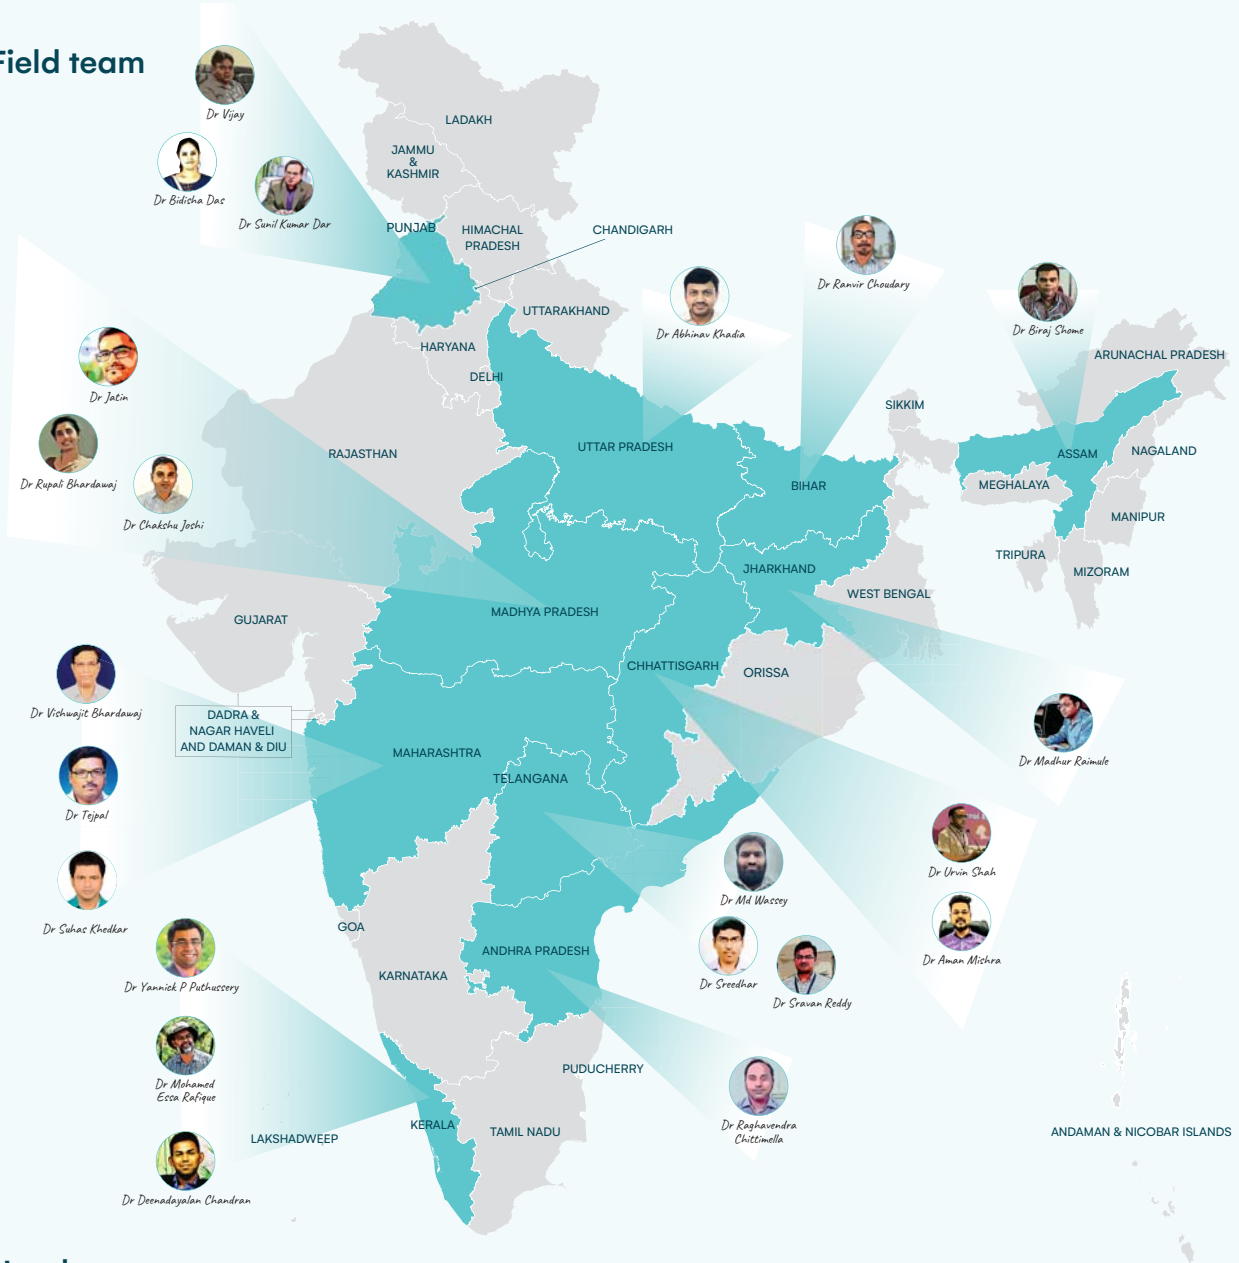 Field team
Dr Vijay
Dr Bidisha Das
Dr Sunil Kumar Dar
LADAKH
JAMMU
&
KASHMIR
PUNJAB
HIMACHAL
PRADESH
CHANDIGARH
UTTARAKHAND
HARYANA
DELHI
Dr Abhinav Khadia
Dr Ranvir Choudary
Dr Biraj Shome
ARUNACHAL PRADESH
SIKKIM
Dr Jatin
Dr Rupali Bhardawaj
Dr Chakshu Joshi
RAJASTHAN
UTTAR PRADESH
BIHAR
ASSAM
NAGALAND
MEGHALAYA
MANIPUR
TRIPURA
MIZORAM
JHARKHAND
WEST BENGAL
MADHYA PRADESH
GUJARAT
CHHATTISGARH
ORISSA
Dr Vishwajit Bhardawaj
DADRA &
NAGAR HAVELI
AND DAMAN & DIU
MAHARASHTRA
TELANGANA
Dr Madhur Raimule
Dr Tejpal
Dr Suhas Khedkar
Dr Urvin Shah
Dr Aman Mishra
Dr Md Wassey
Dr Sreedhar
Dr Sravan Reddy
GOA
ANDHRA PRADESH
KARNATAKA
Dr Yannick P Puthussery
Dr Mohamed
Essa Rafique
PUDUCHERRY
Dr Raghavendra
Chittimella
KERALA
TAMIL NADU
LAKSHADWEEP
ANDAMAN & NICOBAR ISLANDS
Dr Deenadayalan Chandran